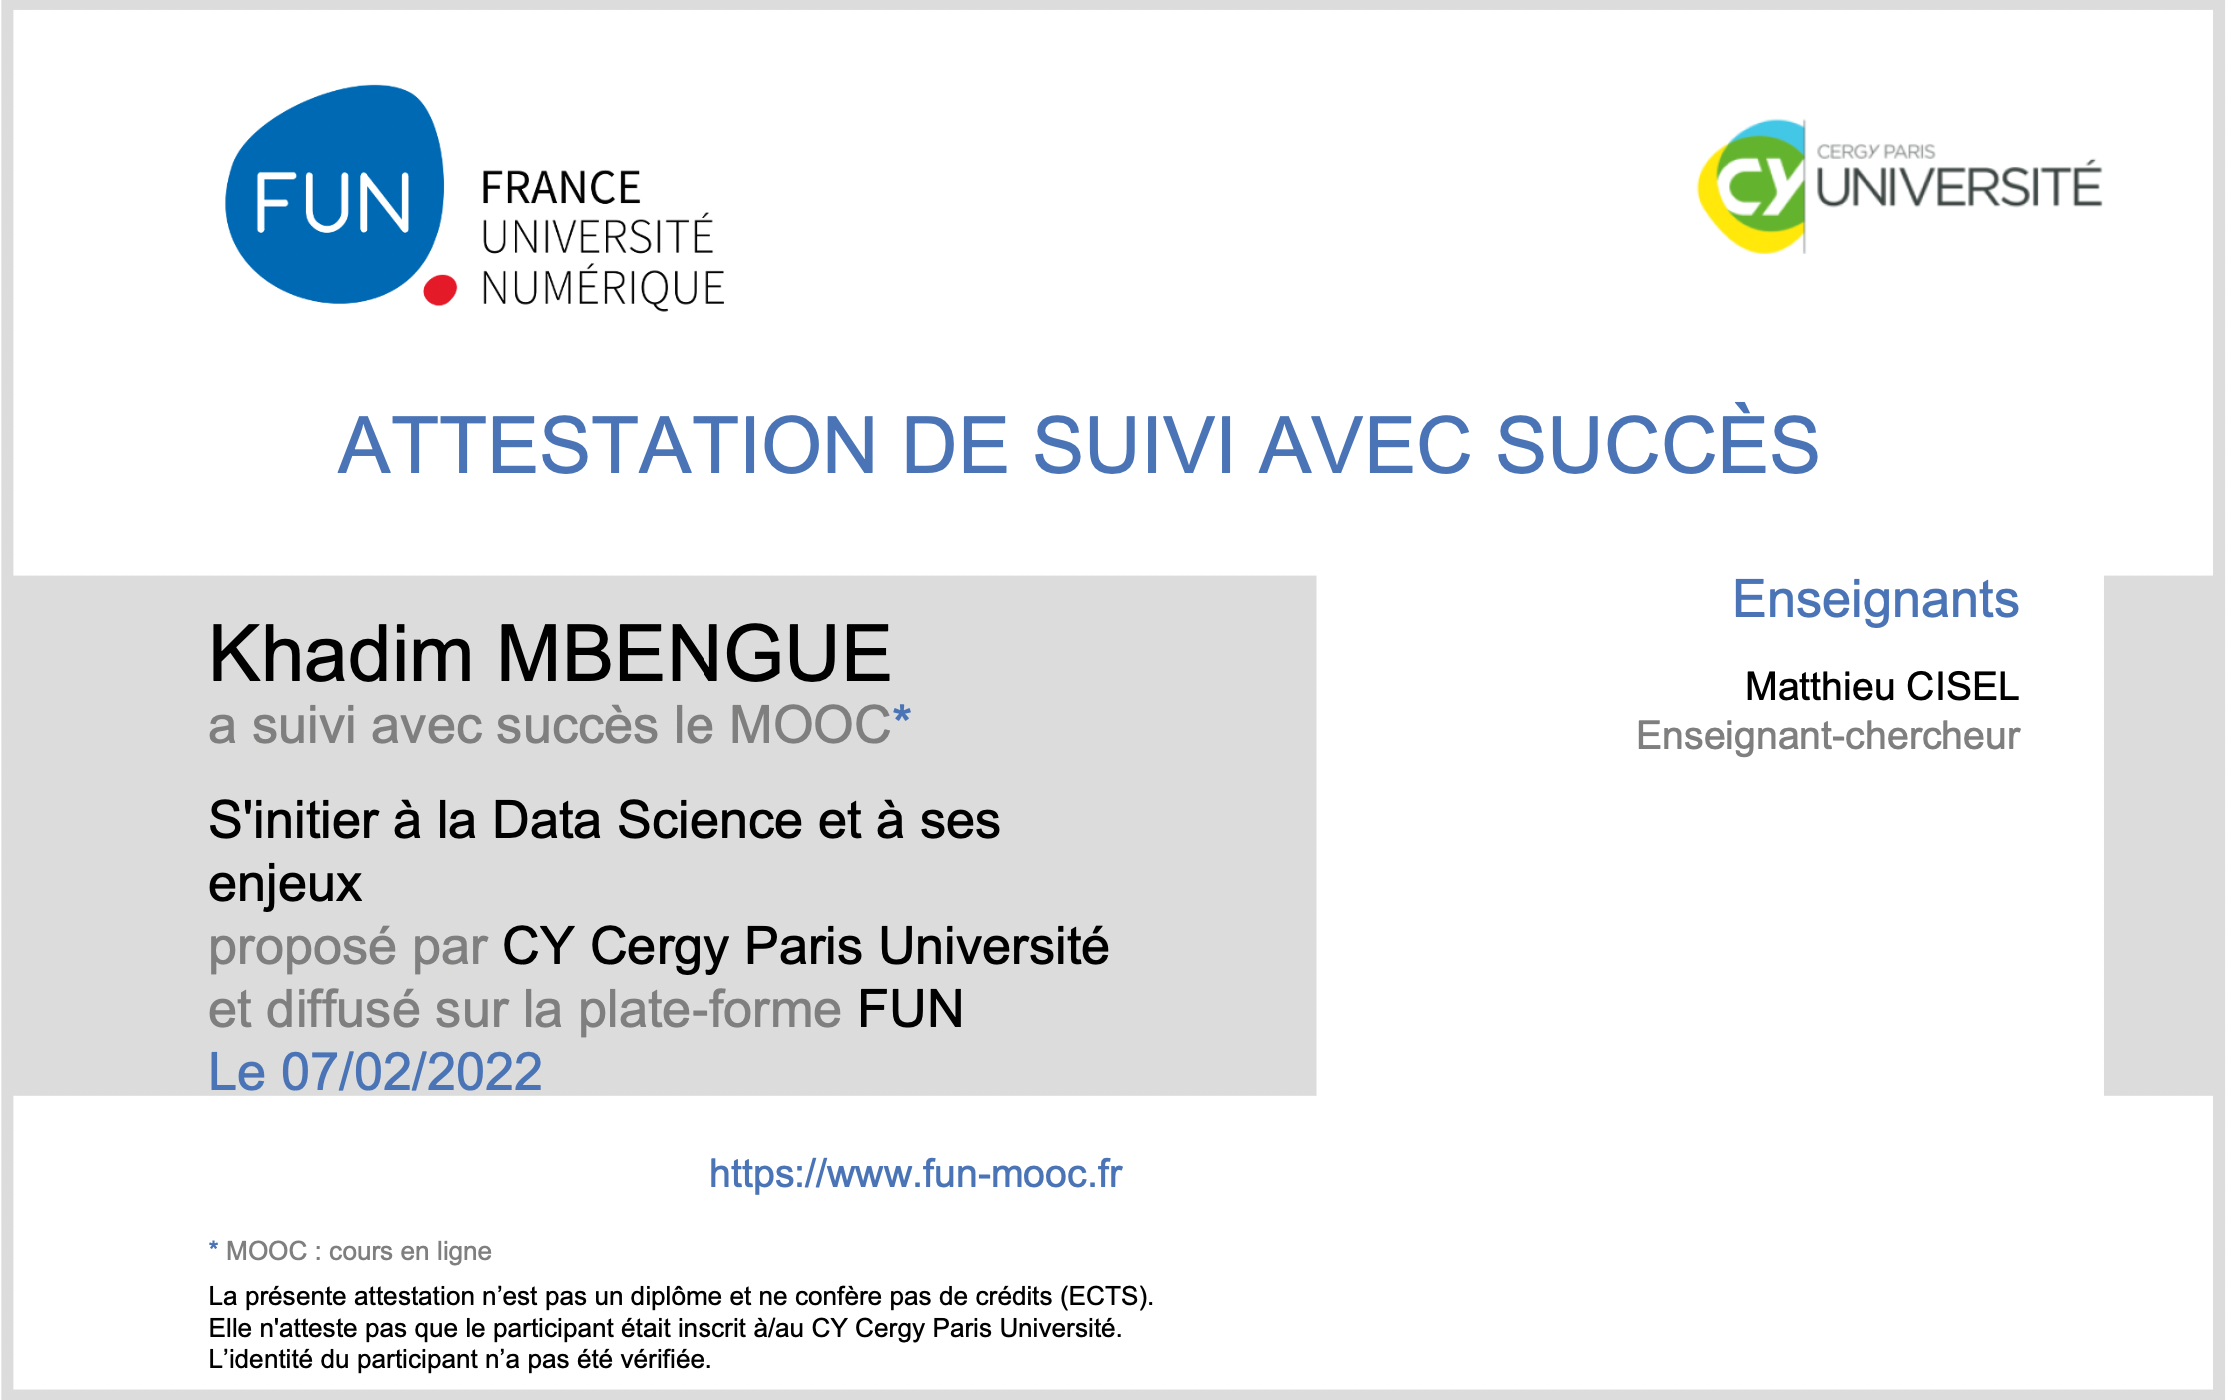 FUN
FRANCE
UNIVERSITÉ
NUMÉRIQUE
CY
CERGY PARIS
UNIVERSITÉ
ATTESTATION DE SUIVI AVEC SUCCÈS
Khadim MBENGUE
a suivi avec succès le MOOC*
S'initier à la Data Science et à ses
enjeux
proposé par CY Cergy Paris Université
et diffusé sur la plate-forme FUN
Le 07/02/2022
Enseignants
Matthieu CISEL
Enseignant-chercheur
https://www.fun-mooc.fr
* MOOC : cours en ligne
La présente attestation n’est pas un diplôme et ne confère pas de crédits (ECTS).
Elle n'atteste pas que le participant était inscrit à/au CY Cergy Paris Université.
L’identité du participant n’a pas été vérifiée.